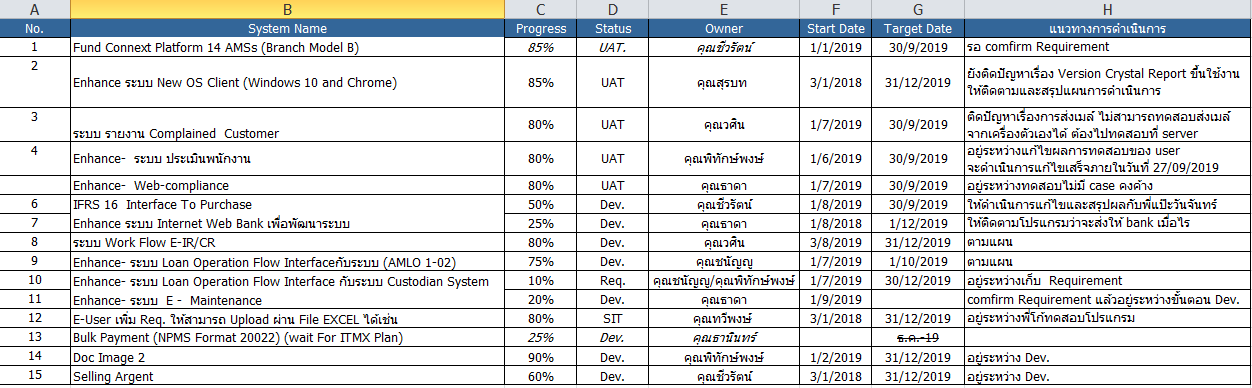 A B C D E F G H
No. System Name Progress Status Owner Start Date Target Date แนวทางการดำเนินการ
1 Fund Connext Platform 14 AMSs (Branch Model B) 85% UAT. คุณชีวรัตน์ 1/1/2019 30/9/2019 รอ comfirm Requirement
2 Enhance ระบบ New OS Client (Windows 10 and Chrome) 85% UAT คุณสุรบท 3/1/2018 31/12/2019 ยังติดปัญหาเรื่อง Version Crystal Report ขึ้นใช้งาน
ให้ติดตามและสรุปแผนการดำเนินการ
3 ระบบ รายงาน Complained Customer 80% UAT คุณวศิน 1/7/2019 30/9/2019 ติดปัญหาเรื่องการส่งเมล์ ไม่สามารถทดสอบส่งเมล์
จากเครื่องตัวเองได้ ต้องไปทดสอบที่ server
4 Enhance- ระบบ ประเมินพนักงาน 80% UAT คุณพิทักษ์พงษ์ 1/6/2019 30/9/2019 อยู่ระหว่างแก้ไขผลการทดสอบของ user
จะดำเนินการแก้ไขเสร็จภายในวันที่ 27/09/2019
Enhance- Web-compliance 80% UAT คุณธาดา 1/7/2019 30/9/2019 อยู่ระหว่างทดสอบไม่มี case คงค้าง
6 IFRS 16 Interface To Purchase 50% Dev. คุณชีวรัตน์ 1/8/2019 30/9/2019 ให้ดำเนินการแก้ไขและสรุปผลกับพี่แป๊ะวันจันทร์
7 Enhance ระบบ Internet Web Bank เพื่อพัฒนาระบบ 25% Dev. คุณธาดา 1/8/2018 1/12/2019 ให้ติดตามโปรแกรมว่าจะส่งให้ bank เมื่อไร
8 ระบบ Work Flow E-IR/CR 80% Dev. คุณวศิน 3/8/2019 31/12/2019 ตามแผน
9 Enhance- ระบบ Loan Operation Flow Interfaceกับระบบ (AMLO 1-02) 75% Dev. คุณชนัญญู 1/7/2019 1/10/2019 ตามแผน
10 Enhance- ระบบ Loan Operation Flow Interface กับระบบ Custodian System 10% Req. คุณชนัญญู/คุณพิทักษ์พงษ์ 1/7/2019 30/12/2019 อยู่ระหว่างเก็บ Requirement
11 Enhance- ระบบ E - Maintenance 20% Dev. คุณธาดา 1/9/2019 comfirm Requirement แล้วอยู่ระหว่างขั้นตอน Dev.
12 E-User เพิ่ม Req. ให้สามารถ Upload ผ่าน File EXCEL ได้เช่น 80% SIT คุณทวีพงษ์ 3/1/2018 31/12/2019 อยู่ระหว่างพี่โก้ทดสอบโปรแกรม
13 Bulk Payment (NPMS Format 20022) (wait For ITMX Plan) 25% Dev. คุณธานินทร์ ธ.ค.-19
14 Doc Image 2 90% Dev. คุณพิทักษ์พงษ์ 1/2/2019 31/12/2019 อยู่ระหว่าง Dev.
15 Selling Argent 60% Dev. คุณชีวรัตน์ 3/1/2018 31/12/2019 อยู่ระหว่าง Dev.